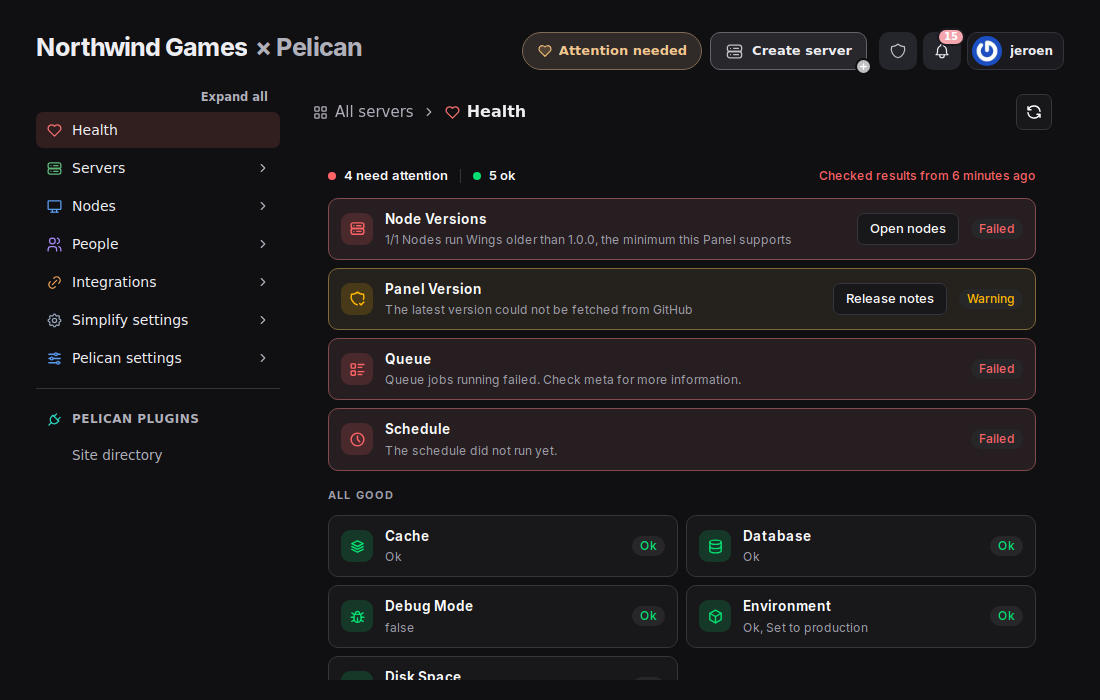 Northwind Games × Pelican
Attention needed
Create server
15
jeroen
Expand all
Health
Servers
Nodes
People
Integrations
Simplify settings
Pelican settings
PELICAN PLUGINS
Site directory
All servers > Health
4 need attention
5 ok
Checked results from 6 minutes ago
Node Versions
1/1 Nodes run Wings older than 1.0.0, the minimum this Panel supports
Open nodes
Failed
Panel Version
The latest version could not be fetched from GitHub
Release notes
Warning
Queue
Queue jobs running failed. Check meta for more information.
Failed
Schedule
The schedule did not run yet.
Failed
ALL GOOD
Cache
Ok
Ok
Database
Ok
Ok
Debug Mode
false
Ok
Environment
Ok, Set to production
Ok
Disk Space